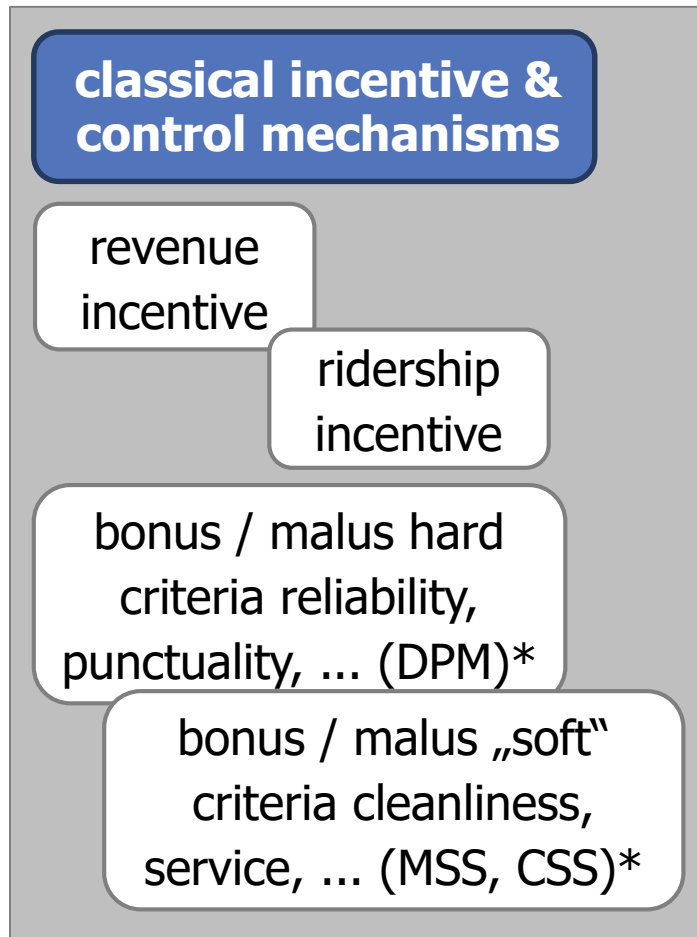 classical incentive &
control mechanisms
revenue
incentive
ridership
incentive
bonus / malus hard
criteria reliability,
punctuality, ... (DPM)*
bonus / malus „soft“
criteria cleanliness,
service, ... (MSS, CSS)*